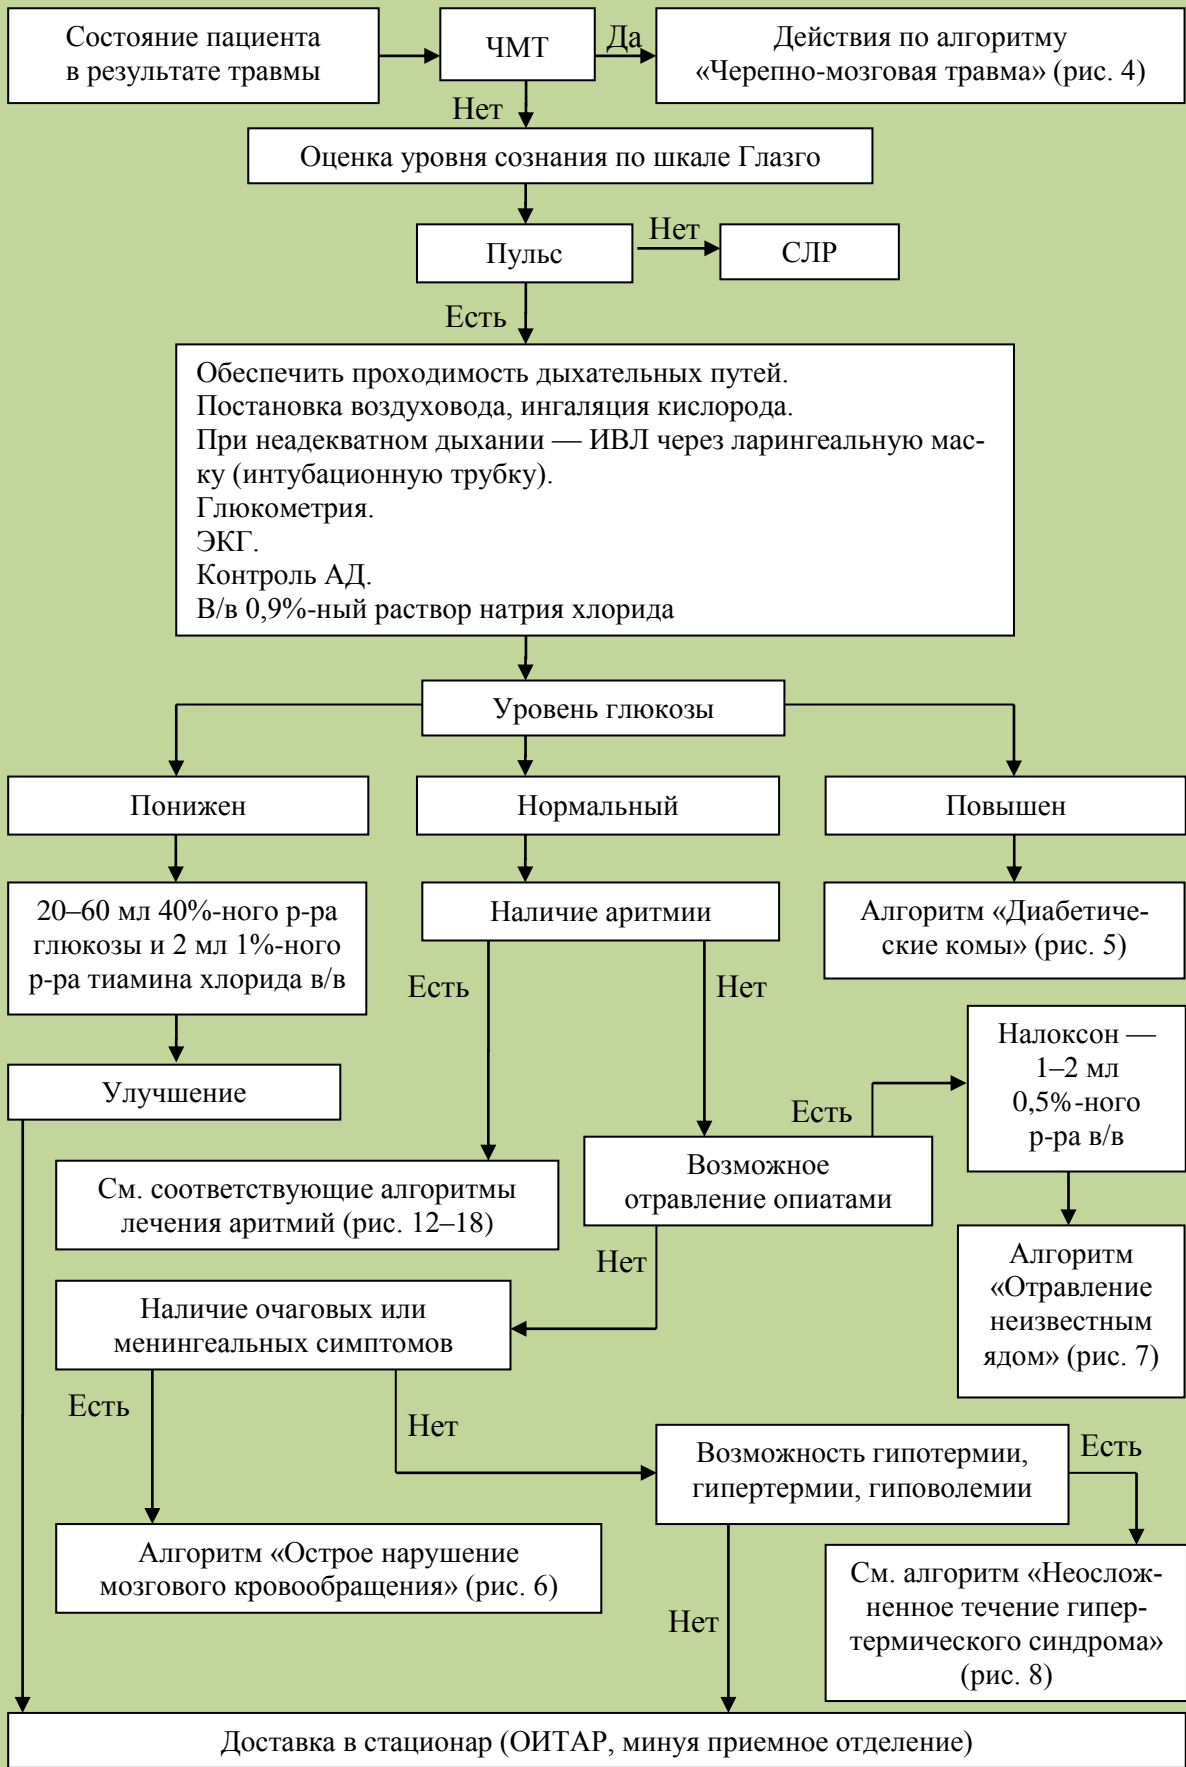 Состояние пациента
в результате травмы
ЧМТ
Да
Действия по алгоритму
«Черепно-мозговая травма» (рис. 4)
Нет
Оценка уровня сознания по шкале Глазго
Пульс
Нет
СЛР
Есть
Обеспечить проходимость дыхательных путей.
Постановка воздуховода, ингаляция кислорода.
При неадекватном дыхании — ИВЛ через ларингеальную мас-
ку (интубационную трубку).
Глюкометрия.
ЭКГ.
Контроль АД.
В/в 0,9%-ный раствор натрия хлорида
Уровень глюкозы
Понижен
Нормальный
Повышен
20–60 мл 40%-ного р-ра
глюкозы и 2 мл 1%-ного
р-ра тиамина хлорида в/в
Наличие аритмии
Алгоритм «Диабетиче-
ские комы» (рис. 5)
Есть
Нет
Улучшение
Налоксон —
1–2 мл
0,5%-ного
р-ра в/в
Есть
См. соответствующие алгоритмы
лечения аритмий (рис. 12–18)
Возможное
отравление опиатами
Нет
Алгоритм
«Отравление
неизвестным
ядом» (рис. 7)
Наличие очаговых или
менингеальных симптомов
Есть
Нет
Возможность гипотермии,
гипертермии, гиповолемии
Есть
Алгоритм «Острое нарушение
мозгового кровообращения» (рис. 6)
Нет
См. алгоритм «Неослож-
ненное течение гипер-
термического синдрома»
(рис. 8)
Доставка в стационар (ОИТАР, минуя приемное отделение)